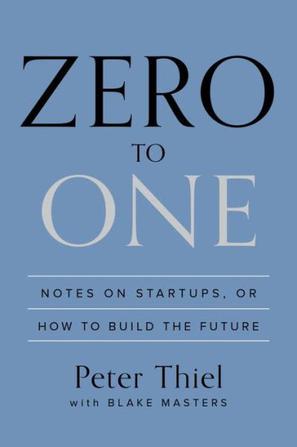 ZERO
TO
ONE
NOTES ON STARTUPS, OR
HOW TO BUILD THE FUTURE
Peter Thiel
with BLAKE MASTERS